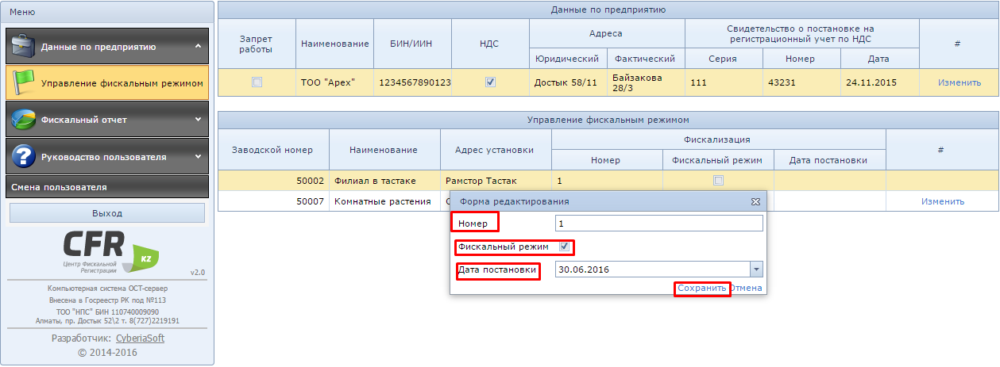 Меню
Данные по предприятию
Управление фискальным режимом
Фискальный отчет
Руководство пользователя
Смена пользователя
Выход
CFR KZ
Центр Фискальной
Регистрации
v2.0
Компьютерная система ОСТ-сервер
Внесена в Госреестр РК под №113
ТОО "НПС" БИН 110740009090
Алматы, пр. Достык 52\2 т. 8(727)2219191
Разработчик: CyberiaSoft
© 2014-2016
Данные по предприятию
Запрет работы
Наименование
БИН/ИИН
НДС
Адреса
Свидетельство о постановке на
регистрационный учет по НДС
#
Юридический
Фактический
Серия
Номер
Дата
ТОО "Арех"
1234567890123
Достык 58/11
Байзакова
28/3
111
43231
24.11.2015
Изменить
Управление фискальным режимом
Заводской номер
Наименование
Адрес установки
Фискализация
#
Номер
Фискальный режим
Дата постановки
50002 Филиал в тастаке Рамстор Тастак 1
50007 Комнатные растения
Изменить
Форма редактирования
Номер 1
Фискальный режим
Дата постановки 30.06.2016
Сохранить Отмена